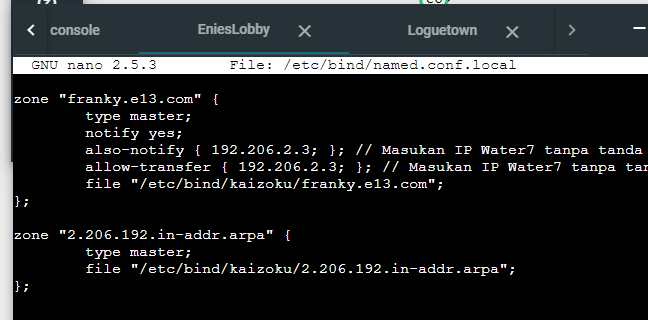 console
EniesLobby
Loguetown
GNU nano 2.5.3 File: /etc/bind/named.conf.local
zone "franky.e13.com" {
type master;
notify yes;
also-notify { 192.206.2.3; }; // Masukan IP Water7 tanpa tanda
allow-transfer { 192.206.2.3; }; // Masukan IP Water7 tanpa tan
file "/etc/bind/kaizoku/franky.e13.com";
};
zone "2.206.192.in-addr.arpa" {
type master;
file "/etc/bind/kaizoku/2.206.192.in-addr.arpa";
};